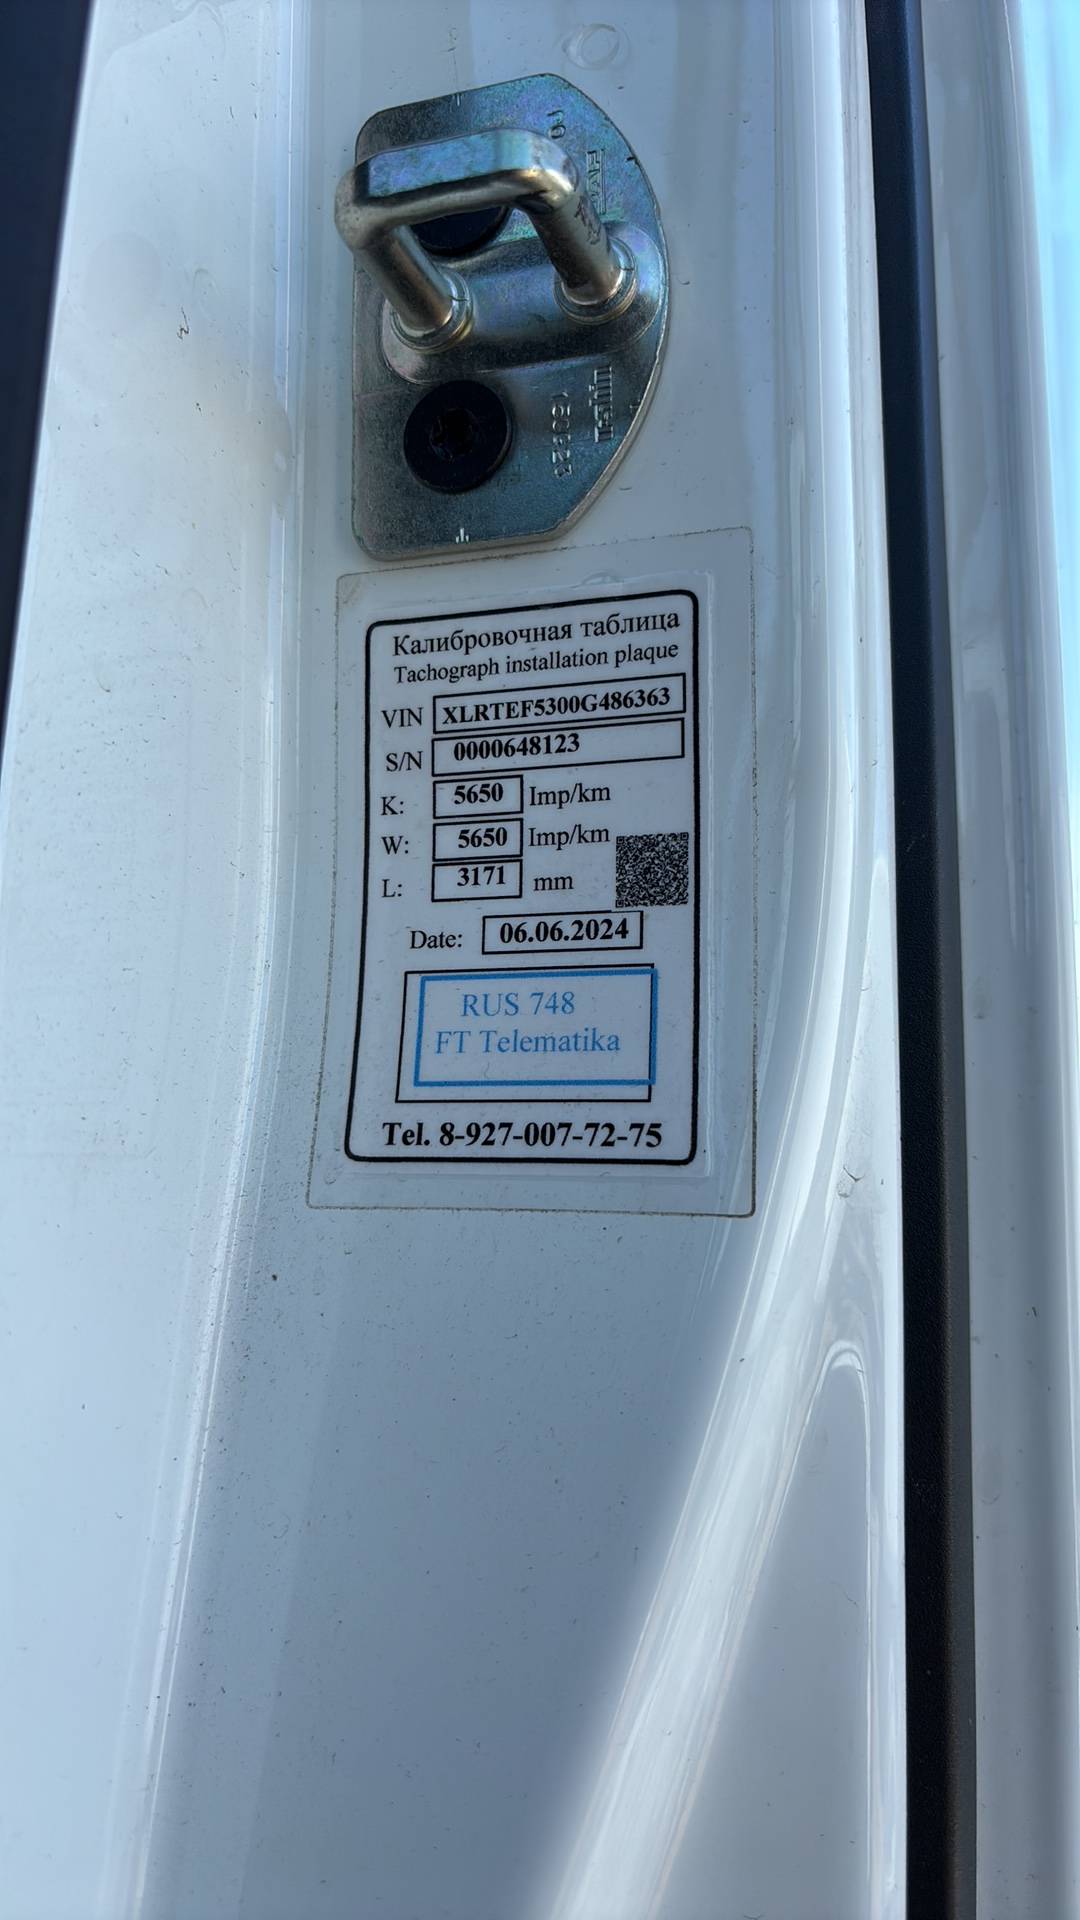 Калибровочная таблица
Tachograph installation plaque
VIN XLRTEF5300G486363
S/N 0000648123
K: 5650 Imp/km
W: 5650 Imp/km
L: 3171 mm
Date: 06.06.2024
RUS 748
FT Telematika
Tel. 8-927-007-72-75